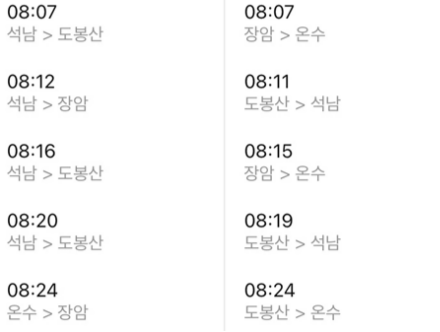 08:07
석남 > 도봉산
08:12
석남 > 장암
08:16
석남 > 도봉산
08:20
석남 > 도봉산
08:24
온수 > 장암
08:07
장암 > 온수
08:11
도봉산 > 석남
08:15
장암 > 온수
08:19
도봉산 > 석남
08:24
도봉산 > 온수